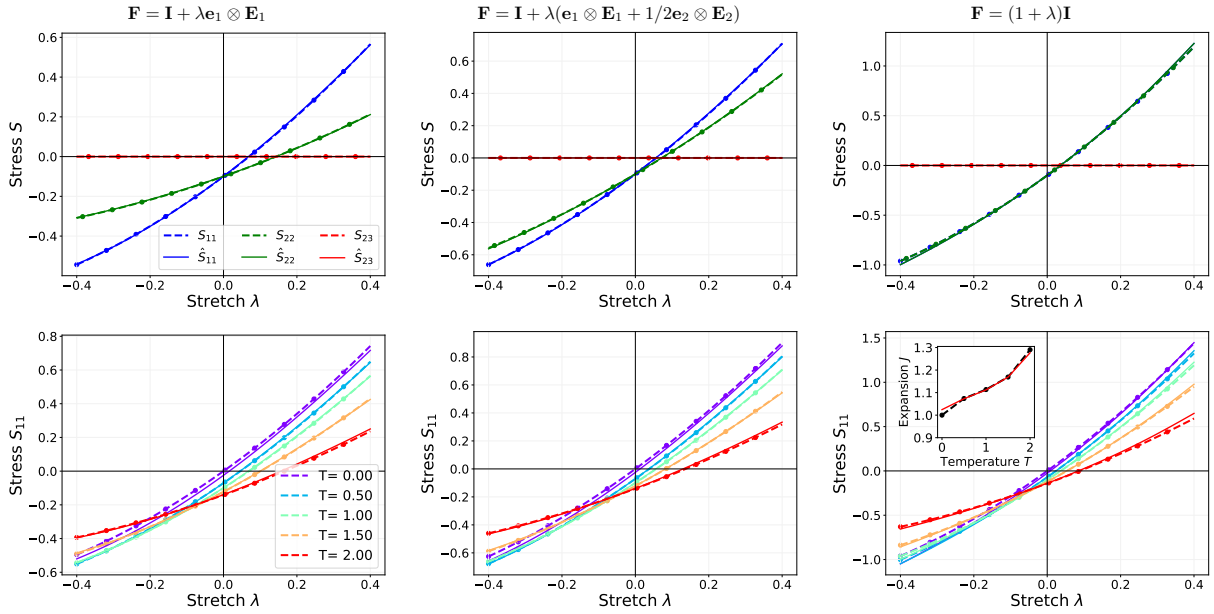 F = I + λe₁ ⊗ E₁
F = I + λ(e₁ ⊗ E₁ + 1/2e₂ ⊗ E₂)
F = (1 + λ)I
Stress S
0.6
0.4
0.2
0.0
−0.2
−0.4
S₁₁
S₂₂
S₂₃
Ŝ₁₁
Ŝ₂₂
Ŝ₂₃
−0.4
−0.2
0.0
0.2
0.4
Stretch λ
Stress S
0.8
0.6
0.4
0.2
0.0
−0.2
−0.4
−0.6
−0.4
−0.2
0.0
0.2
0.4
Stretch λ
Stress S
1.0
0.5
0.0
−0.5
−1.0
−0.4
−0.2
0.0
0.2
0.4
Stretch λ
Stress S₁₁
0.8
0.6
0.4
0.2
0.0
−0.2
−0.4
−0.6
T= 0.00
T= 0.50
T= 1.00
T= 1.50
T= 2.00
−0.4
−0.2
0.0
0.2
0.4
Stretch λ
Stress S₁₁
0.8
0.6
0.4
0.2
0.0
−0.2
−0.4
−0.6
−0.4
−0.2
0.0
0.2
0.4
Stretch λ
Stress S₁₁
1.5
1.0
0.5
0.0
−0.5
−1.0
Expansion J
1.3
1.2
1.1
1.0
0.9
0
1
2
Temperature T
−0.4
−0.2
0.0
0.2
0.4
Stretch λ